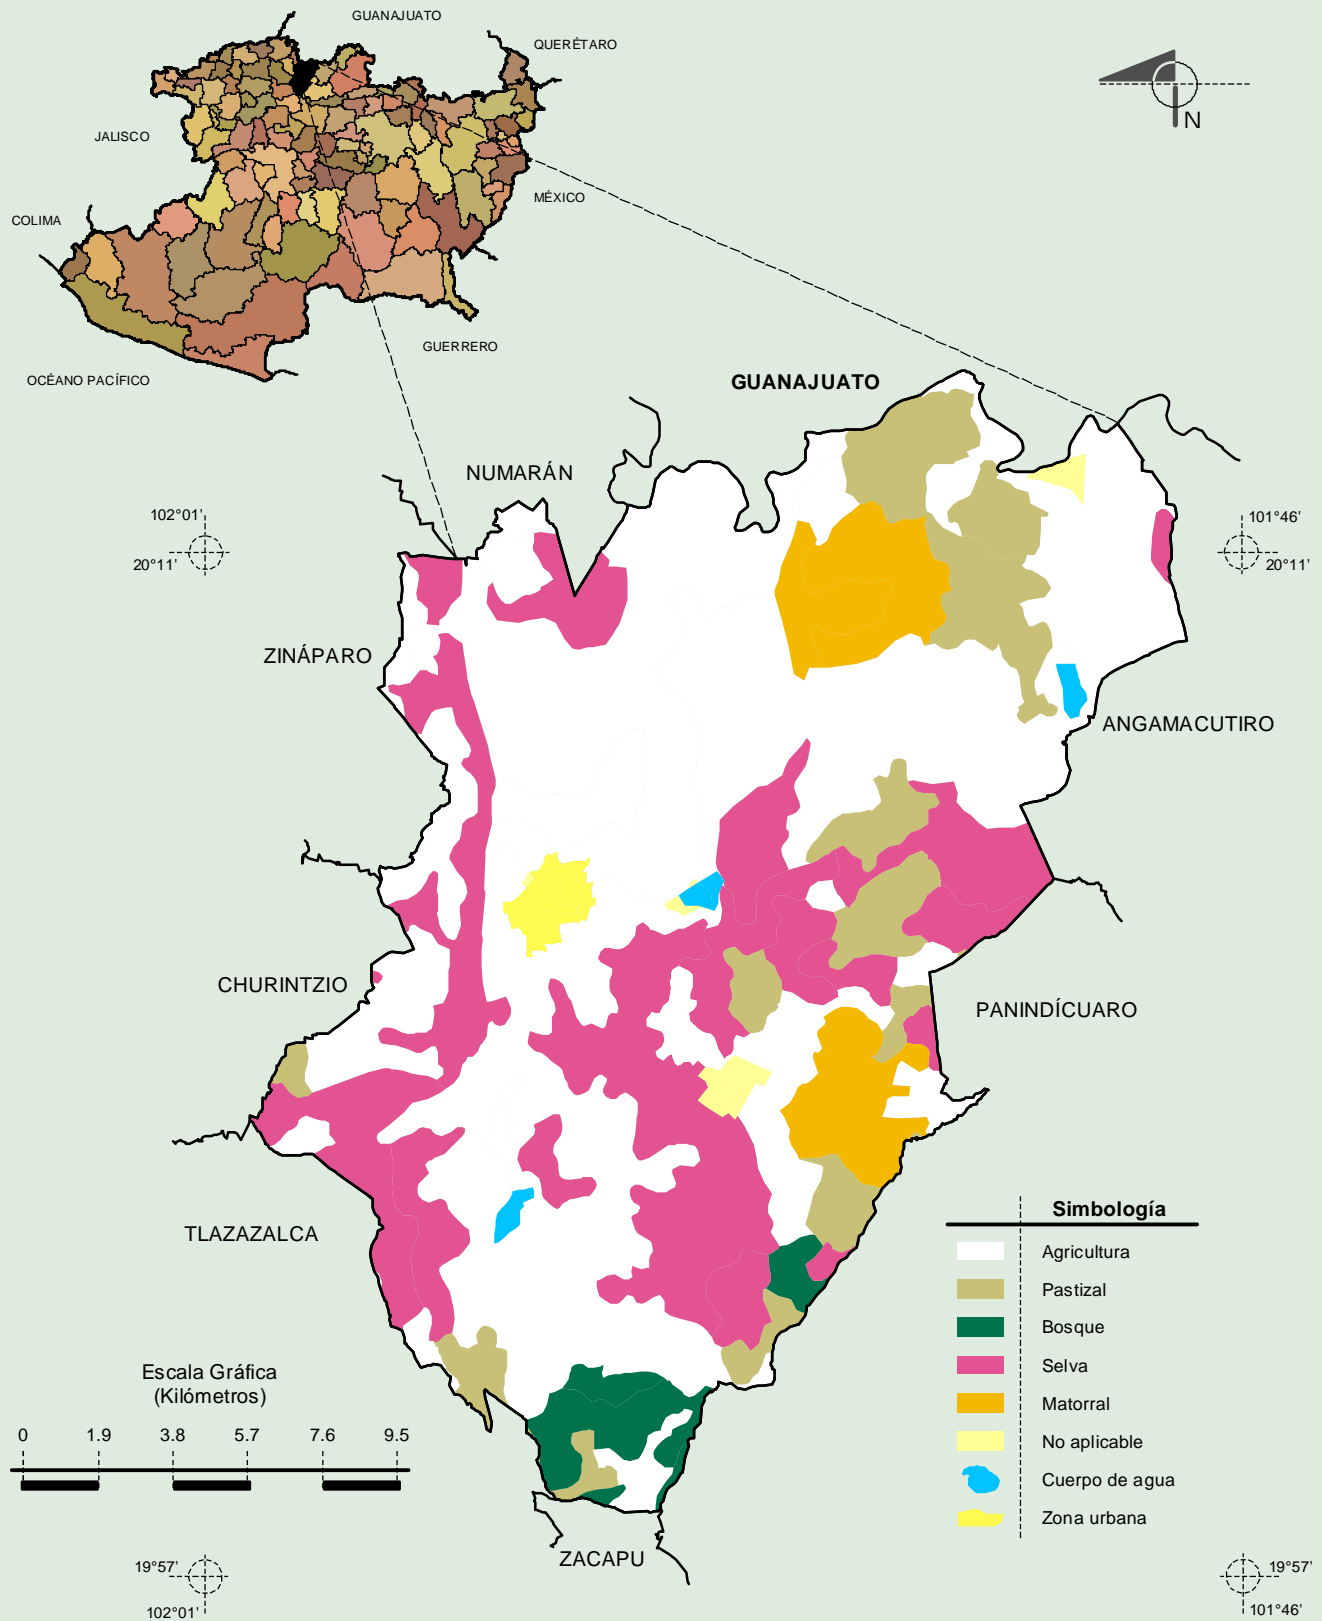 GUANAJUATO
QUERÉTARO
JALISCO
MÉXICO
COLIMA
GUERRERO
OCÉANO PACÍFICO
N
GUANAJUATO
NUMARÁN
102°01'
20°11'
101°46'
20°11'
ZINÁPARO
ANGAMACUTIRO
CHURINTZIO
PANINDÍCUARO
TLAZAZALCA
ZACAPU
Simbología
Agricultura
Pastizal
Bosque
Selva
Matorral
No aplicable
Cuerpo de agua
Zona urbana
Escala Gráfica
(Kilómetros)
0 1.9 3.8 5.7 7.6 9.5
19°57'
102°01'
19°57'
101°46'